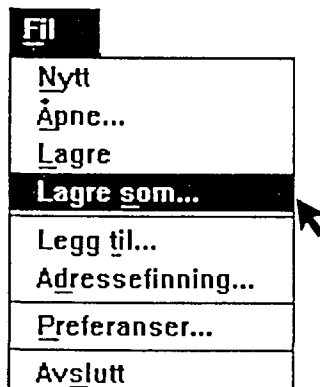 Fil
Nytt
Åpne...
Lagre
Lagre som...
Legg til...
Adressefinning...
Preferanser...
Avslutt